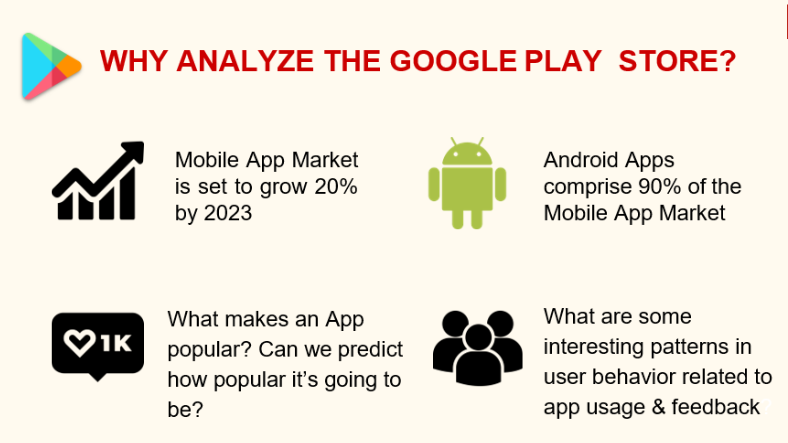 WHY ANALYZE THE GOOGLE PLAY STORE?
Mobile App Market
is set to grow 20%
by 2023
Android Apps
comprise 90% of the
Mobile App Market
1K
What makes an App
popular? Can we predict
how popular it's going to
be?
What are some
interesting patterns in
user behavior related to
app usage & feedback